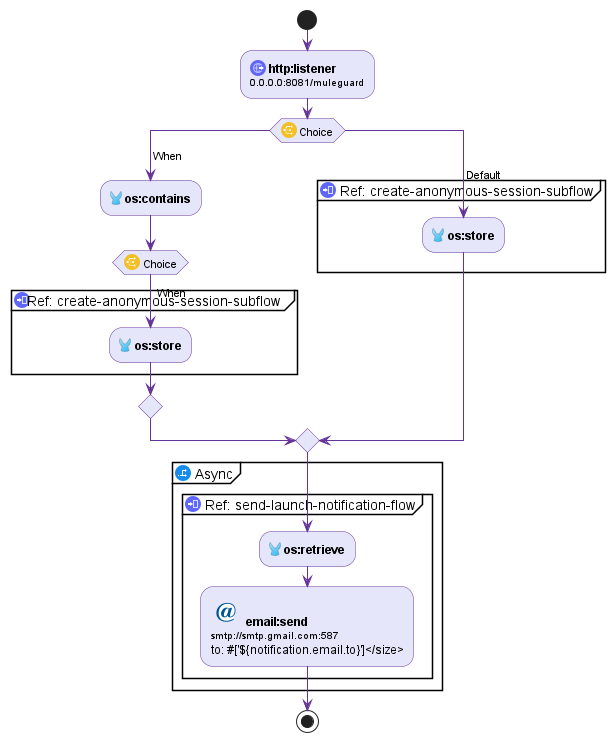 http:listener
0.0.0.0:8081/muleguard
Choice
When
Default
os:contains
Ref: create-anonymous-session-subflow
os:store
Choice
When
Ref: create-anonymous-session-subflow
os:store
Async
Ref: send-launch-notification-flow
os:retrieve
@
email:send
smtp://smtp.gmail.com:587
to: #['${notification.email.to}']</size>